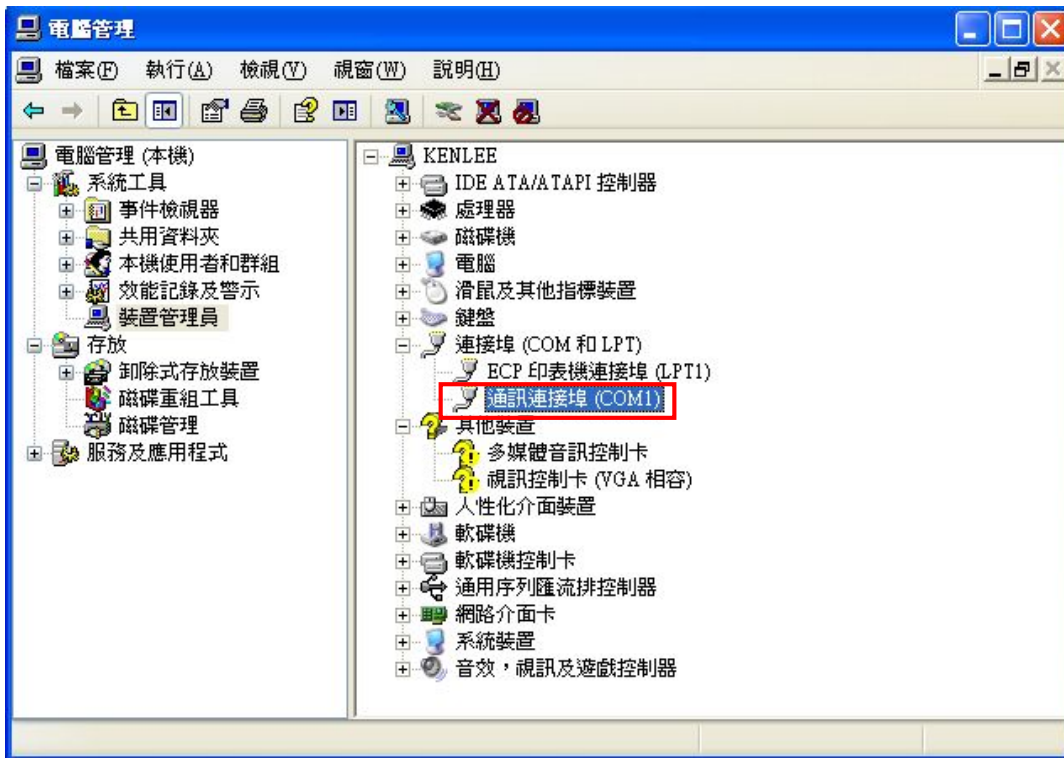 電腦管理
檔案(F) 執行(A) 檢視(V) 視窗(W) 說明(H)
電腦管理 (本機)
系統工具
事件檢視器
共用資料夾
本機使用者和群組
效能記錄及警示
裝置管理員
存放
卸除式存放裝置
磁碟重組工具
磁碟管理
服務及應用程式
KENLEE
IDE ATA/ATAPI 控制器
處理器
磁碟機
電腦
滑鼠及其他指標裝置
鍵盤
連接埠 (COM 和 LPT)
ECP 印表機連接埠 (LPT1)
通訊連接埠 (COM1)
其他裝置
多媒體音訊控制卡
視訊控制卡 (VGA 相容)
人性化介面裝置
軟碟機
軟碟機控制卡
通用序列匯流排控制器
網路介面卡
系統裝置
音效，視訊及遊戲控制器